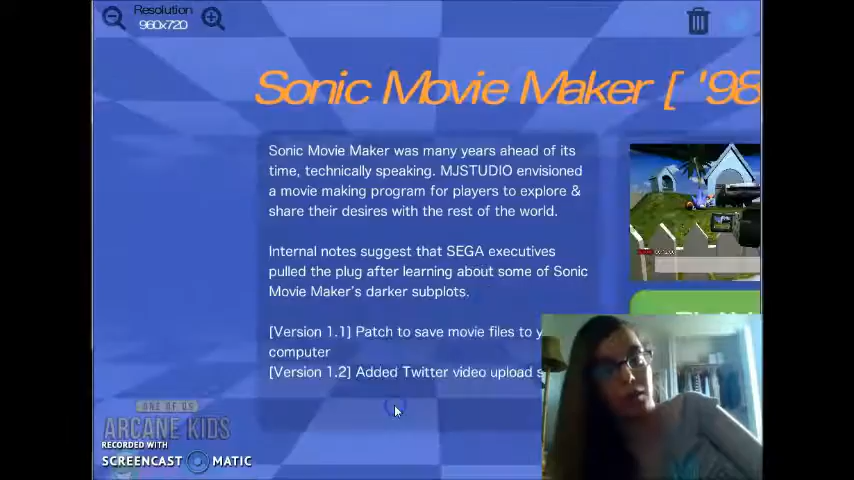 Resolution
960x720
Sonic Movie Maker [ '98
Sonic Movie Maker was many years ahead of its
time, technically speaking. MJSTUDIO envisioned
a movie making program for players to explore &
share their desires with the rest of the world.
Internal notes suggest that SEGA executives
pulled the plug after learning about some of Sonic
Movie Maker's darker subplots.
[Version 1.1] Patch to save movie files to y
computer
[Version 1.2] Added Twitter video upload s
ONE OF US
ARCANE KIDS
RECORDED WITH
SCREENCAST MATIC